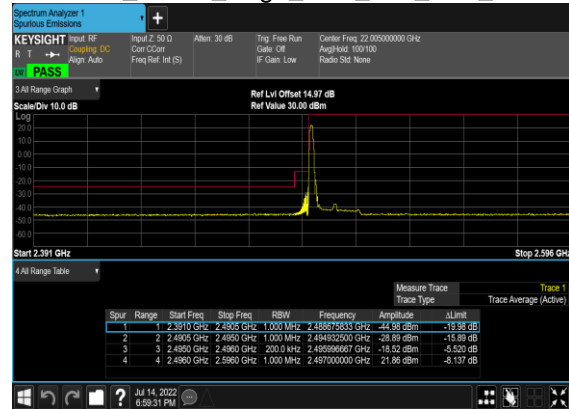 Spectrum Analyzer 1
Spurious Emissions
+
KEYSIGHT Input: RF Input Z: 50 Ω Atten: 30 dB Trig: Free Run Center Freq: 22.005000000 GHz
R T Coupling: DC Corr CCorr Gate: Off Avg|Hold: 100/100
Align: Auto Freq Ref: Int (S) IF Gain: Low Radio Std: None
PASS
3 All Range Graph Ref Lvl Offset 14.97 dB
Scale/Div 10.0 dB Ref Value 30.00 dBm
Log
20.0
10.0
0.00
-10.0
-20.0
-30.0
-40.0
-50.0
-60.0
Start 2.391 GHz Stop 2.596 GHz
4 All Range Table
Measure Trace Trace 1
Trace Type Trace Average (Active)
Spur Range Start Freq Stop Freq RBW Frequency Amplitude ΔLimit
1 1 2.3910 GHz 2.4905 GHz 1.000 MHz 2.488675833 GHz -44.98 dBm -19.98 dB
2 2 2.4905 GHz 2.4950 GHz 1.000 MHz 2.494932500 GHz -28.89 dBm -15.89 dB
3 3 2.4950 GHz 2.4960 GHz 200.0 kHz 2.495996667 GHz -18.52 dBm -5.520 dB
4 4 2.4960 GHz 2.5960 GHz 1.000 MHz 2.497000000 GHz 21.86 dBm -8.137 dB
? Jul 14, 2022
6:59:31 PM